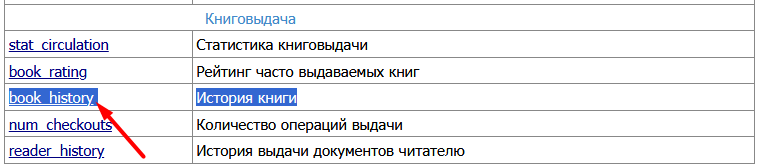 Книговыдача
stat_circulation Статистика книговыдачи
book_rating Рейтинг часто выдаваемых книг
book_history История книги
num_checkouts Количество операций выдачи
reader_history История выдачи документов читателю